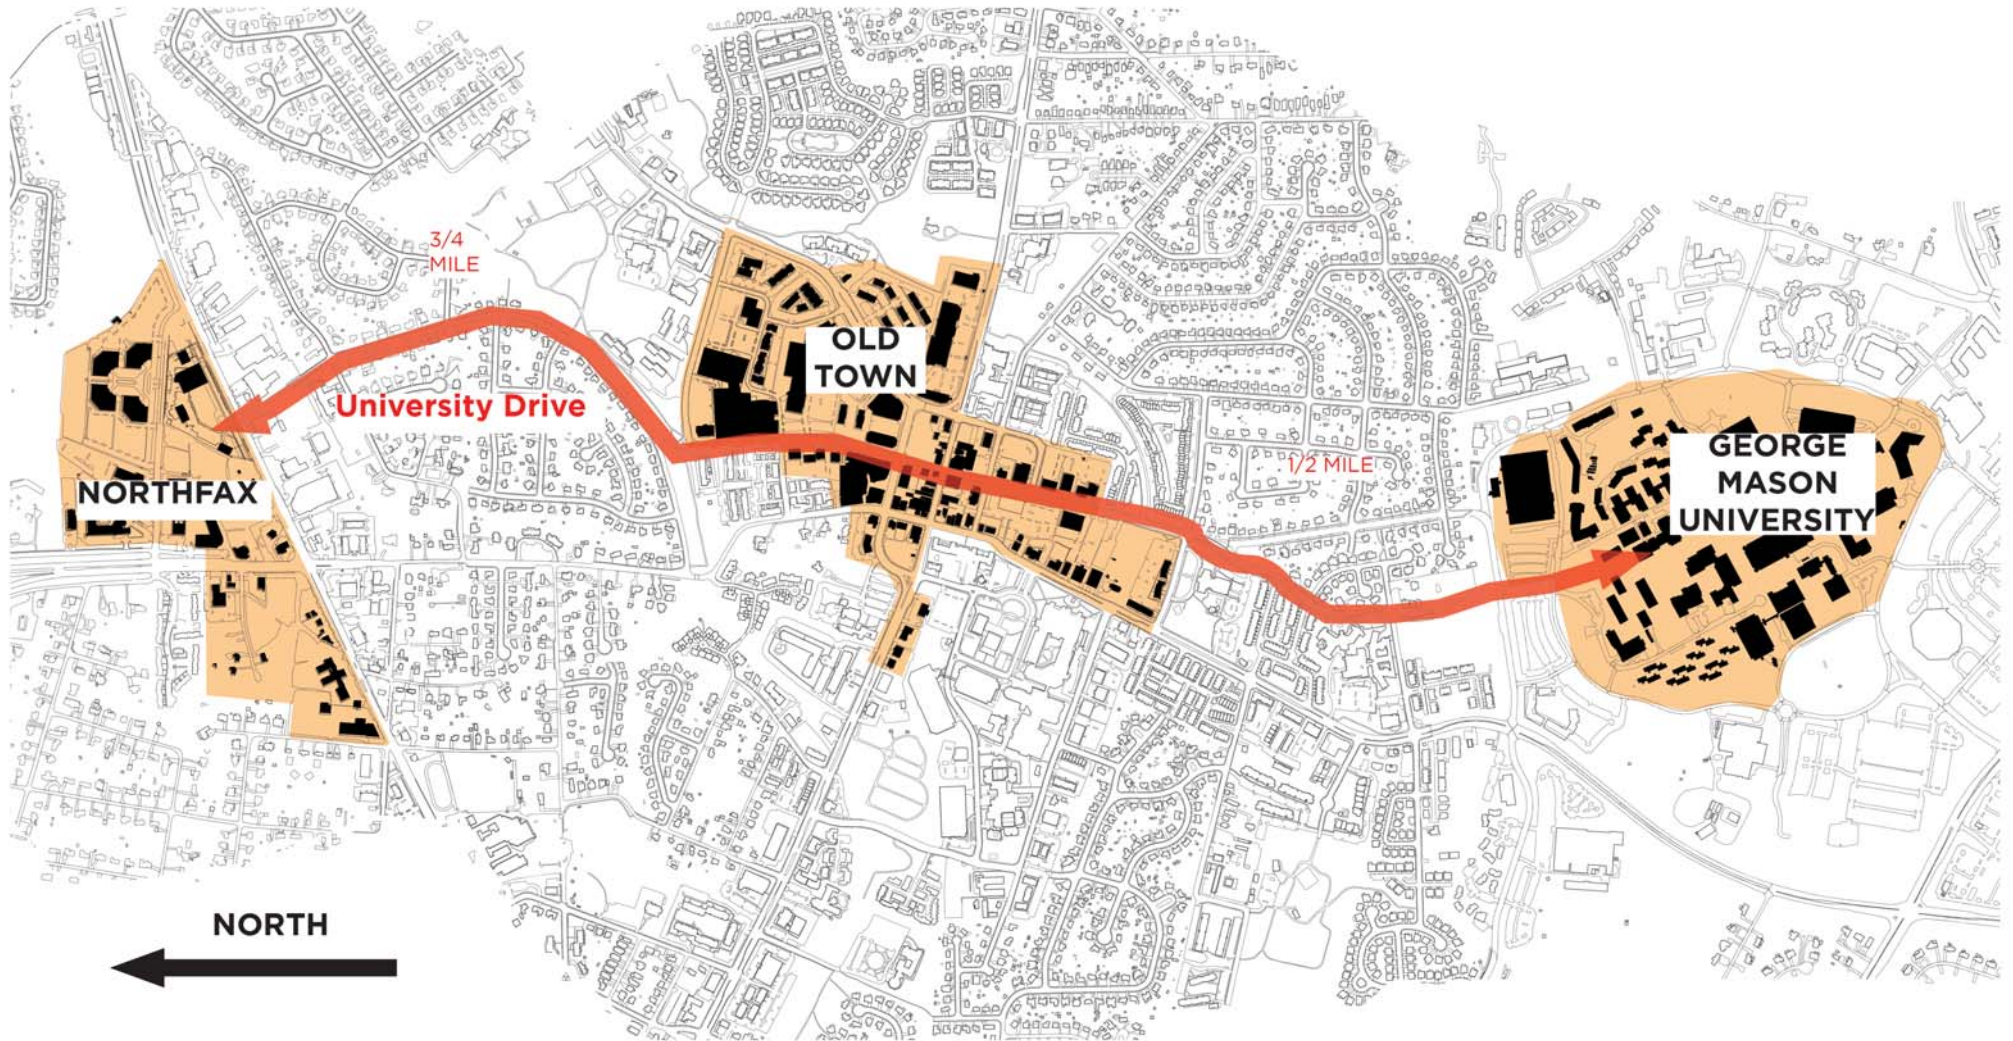 3/4
MILE
OLD
TOWN
University Drive
GEORGE
MASON
UNIVERSITY
1/2 MILE
NORTHFAX
NORTH